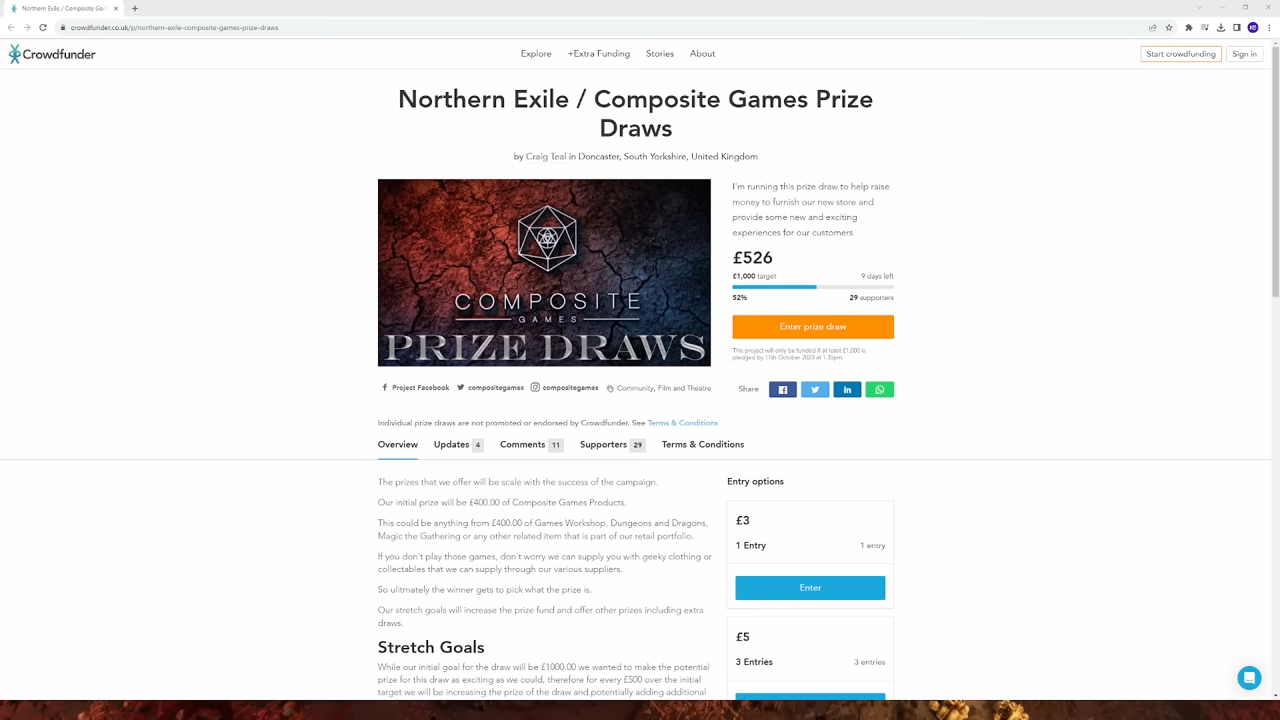 Northern Exile / Composite Gam
crowdfunder.co.uk/p/northern-exile-composite-games-prize-draws
Crowdfunder
Explore
+Extra Funding
Stories
About
Start crowdfunding
Sign in
Northern Exile / Composite Games Prize
Draws
by Craig Teal in Doncaster, South Yorkshire, United Kingdom
COMPOSITE
GAMES
PRIZE DRAWS
I'm running this prize draw to help raise
money to furnish our new store and
provide some new and exciting
experiences for our customers
£526
£1,000 target
9 days left
52%
29 supporters
Enter prize draw
This project will only be funded if at least £1,000 is
pledged by 11th October 2023 at 1:35pm
Project Facebook
compositegames
compositegames
Community, Film and Theatre
Share
Individual prize draws are not promoted or endorsed by Crowdfunder. See Terms & Conditions
Overview
Updates 4
Comments 11
Supporters 29
Terms & Conditions
The prizes that we offer will be scale with the success of the campaign.
Our initial prize will be £400.00 of Composite Games Products.
This could be anything from £400.00 of Games Workshop, Dungeons and Dragons,
Magic the Gathering or any other related item that is part of our retail portfolio.
If you don't play those games, don't worry we can supply you with geeky clothing or
collectables that we can supply through our various suppliers.
So ulitmately the winner gets to pick what the prize is.
Our stretch goals will increase the prize fund and offer other prizes including extra
draws.
Stretch Goals
While our initial goal for the draw will be £1000.00 we wanted to make the potential
prize for this draw as exciting as we could, therefore for every £500 over the initial
target we will be increasing the prize of the draw and potentially adding additional
Entry options
£3
1 Entry
1 entry
Enter
£5
3 Entries
3 entries